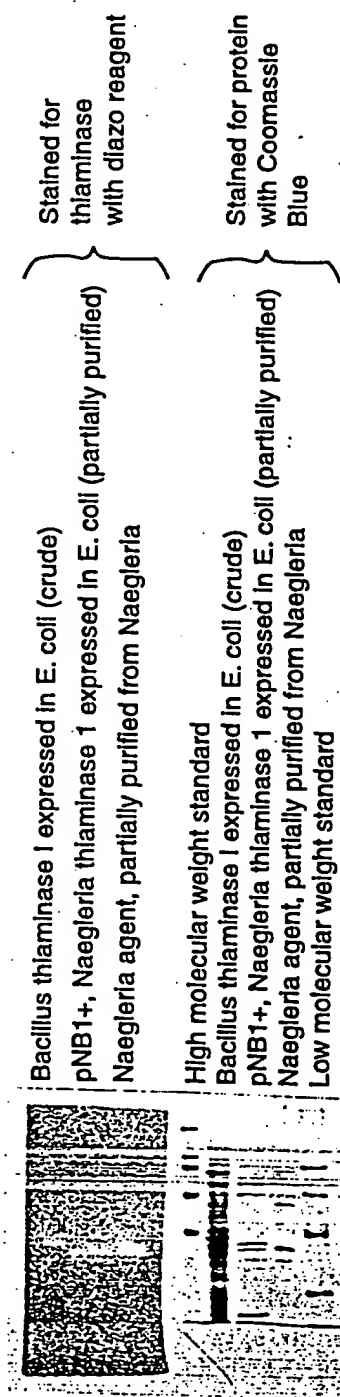 Bacillus thiaminase I expressed in E. coli (crude)
pNB1+, Naegleria thiaminase 1 expressed in E. coli (partially purified)
Naegleria agent, partially purified from Naegleria
Stained for
thiaminase
with diazo reagent
High molecular weight standard
Bacillus thiaminase I expressed in E. coli (crude)
pNB1+, Naegleria thiaminase 1 expressed in E. coli (partially purified)
Naegleria agent, partially purified from Naegleria
Low molecular weight standard
Stained for protein
with Coomassie
Blue